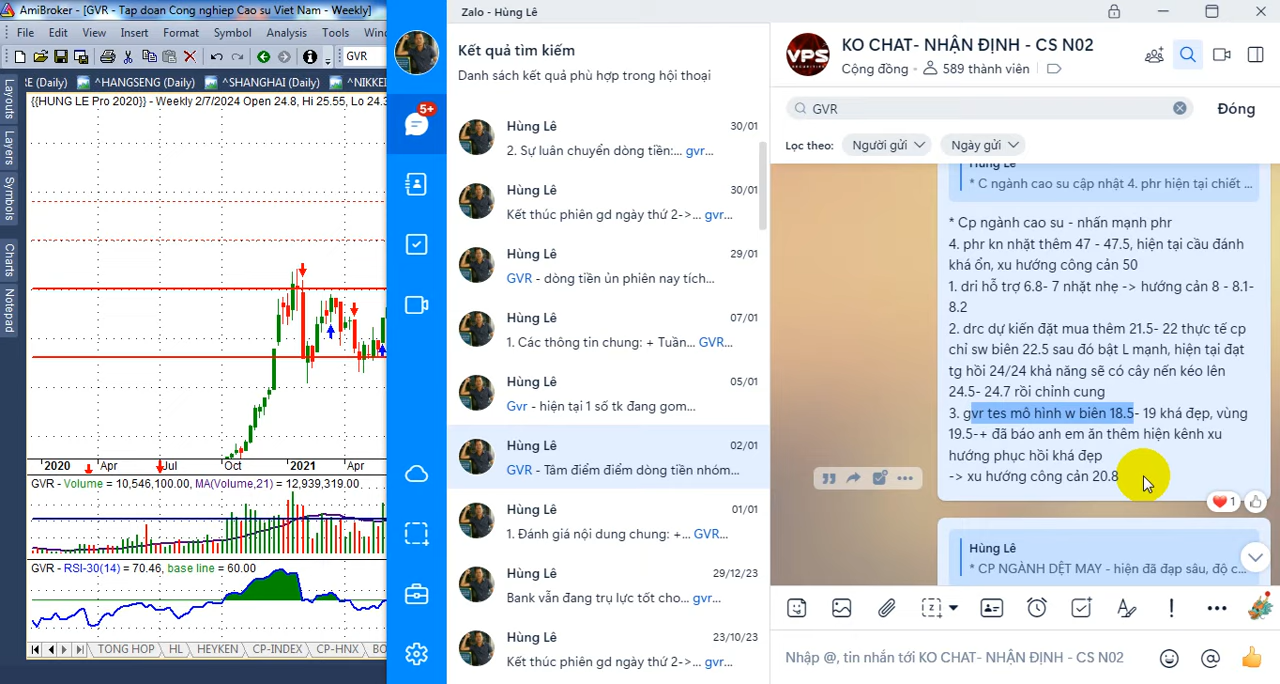 AmiBroker - [GVR - Tap doan Cong nghiep Cao su Viet Nam - Weekly]
File Edit View Insert Format Symbol Analysis Tools Win
GVR
E (Daily) ^HANGSENG (Daily) ^SHANGHAI (Daily) ^NIKKEI
Layouts
Layers
Symbols
Charts
Notepad
{{HUNG LE Pro 2020}} - Weekly 2/7/2024 Open 24.8, Hi 25.55, Lo 24.3
2020 Apr Jul Oct 2021 Apr
GVR - Volume = 10,546,100.00, MA(Volume,21) = 12,939,319.00
GVR - RSI-30(14) = 70.46, base line = 60.00
TONG HOP HL HEYKEN CP-INDEX CP-HNX BO
5+
Zalo - Hùng Lê
Kết quả tìm kiếm
Danh sách kết quả phù hợp trong hội thoại
Hùng Lê 30/01
2. Sự luân chuyển dòng tiền:... gvr...
Hùng Lê 30/01
Kết thúc phiên gd ngày thứ 2->... gvr...
Hùng Lê 29/01
GVR - dòng tiền ủn phiên nay tích...
Hùng Lê 07/01
1. Các thông tin chung: + Tuần... GVR...
Hùng Lê 05/01
Gvr - hiện tại 1 số tk đang gom...
Hùng Lê 02/01
GVR - Tâm điểm điểm dòng tiền nhóm...
Hùng Lê 01/01
1. Đánh giá nội dung chung: +... GVR...
Hùng Lê 29/12/23
Bank vẫn đang trụ lực tốt cho... gvr...
Hùng Lê 23/10/23
Kết thúc phiên gd ngày thứ 2->... gvr...
VPS
KO CHAT- NHẬN ĐỊNH - CS N02
Cộng đồng 589 thành viên
GVR
Đóng
Lọc theo: Người gửi Ngày gửi
Hùng Lê
* C ngành cao su cập nhật 4. phr hiện tại chiết ...
* Cp ngành cao su - nhấn mạnh phr
4. phr kn nhặt thêm 47 - 47.5, hiện tại cầu đánh
khá ổn, xu hướng công cản 50
1. dri hỗ trợ 6.8- 7 nhặt nhẹ -> hướng cản 8 - 8.1-
8.2
2. drc dự kiến đặt mua thêm 21.5- 22 thực tế cp
chỉ sw biên 22.5 sau đó bật L mạnh, hiện tại đạt
tg hồi 24/24 khả năng sẽ có cây nến kéo lên
24.5- 24.7 rồi chỉnh cung
3. gvr tes mô hình w biên 18.5- 19 khá đẹp, vùng
19.5-+ đã báo anh em ăn thêm hiện kênh xu
hướng phục hồi khá đẹp
-> xu hướng công cản 20.8
1
Hùng Lê
* CP NGÀNH DỆT MAY - hiện đã đạp sâu, độ c...
Nhập @, tin nhắn tới KO CHAT- NHẬN ĐỊNH - CS N02